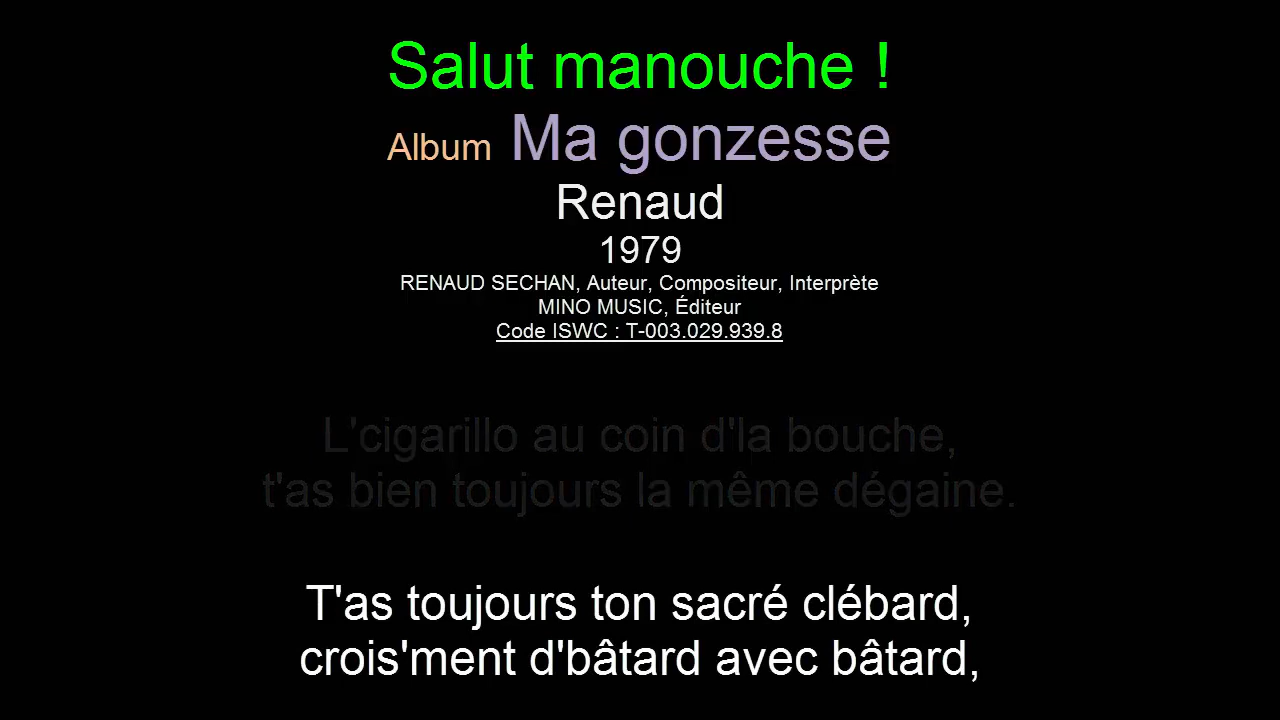 Salut manouche !
Album Ma gonzesse
Renaud
1979
RENAUD SECHAN, Auteur, Compositeur, Interprète
MINO MUSIC, Éditeur
Code ISWC : T-003.029.939.8
L'cigarillo au coin d'la bouche,
t'as bien toujours la même dégaine.
T'as toujours ton sacré clébard,
crois'ment d'bâtard avec bâtard,